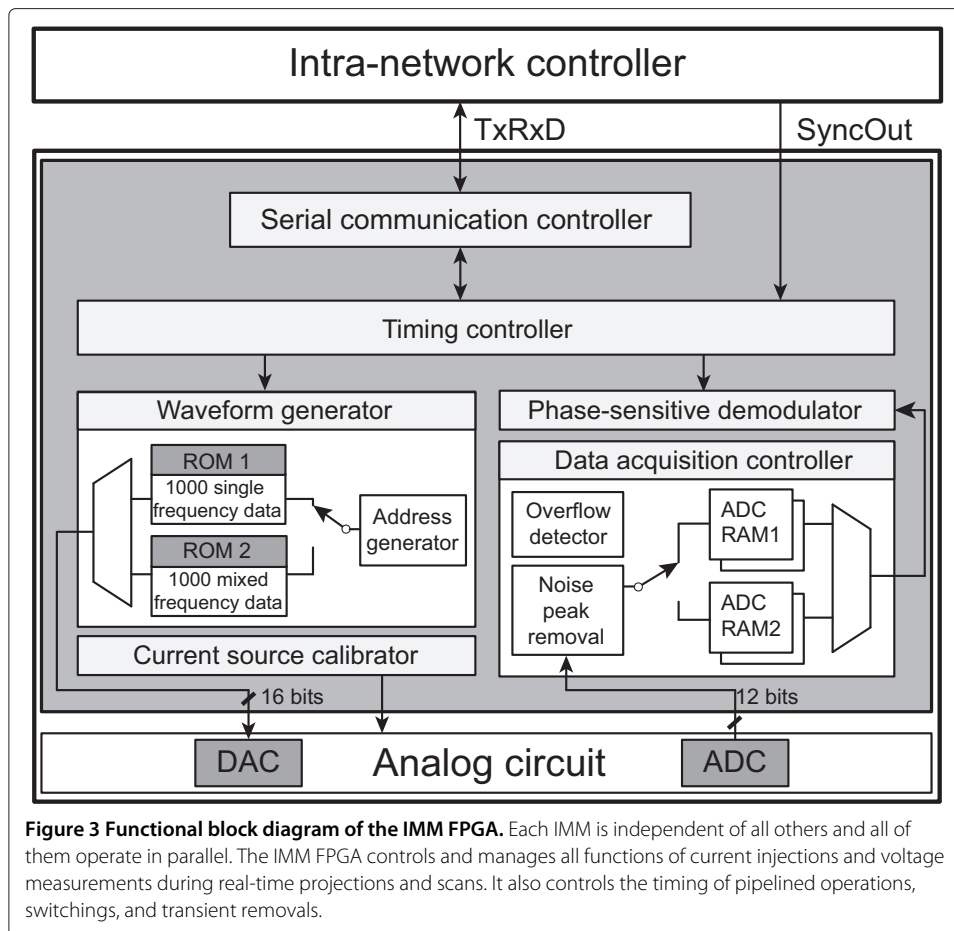 Intra-network controller
TxRxD
SyncOut
Serial communication controller
Timing controller
Waveform generator
ROM 1
1000 single
frequency data
ROM 2
1000 mixed
frequency data
Address
generator
Current source calibrator
Phase-sensitive demodulator
Data acquisition controller
Overflow
detector
Noise
peak
removal
ADC
RAM1
ADC
RAM2
16 bits
12 bits
DAC
Analog circuit
ADC
Figure 3 Functional block diagram of the IMM FPGA. Each IMM is independent of all others and all of
them operate in parallel. The IMM FPGA controls and manages all functions of current injections and voltage
measurements during real-time projections and scans. It also controls the timing of pipelined operations,
switchings, and transient removals.